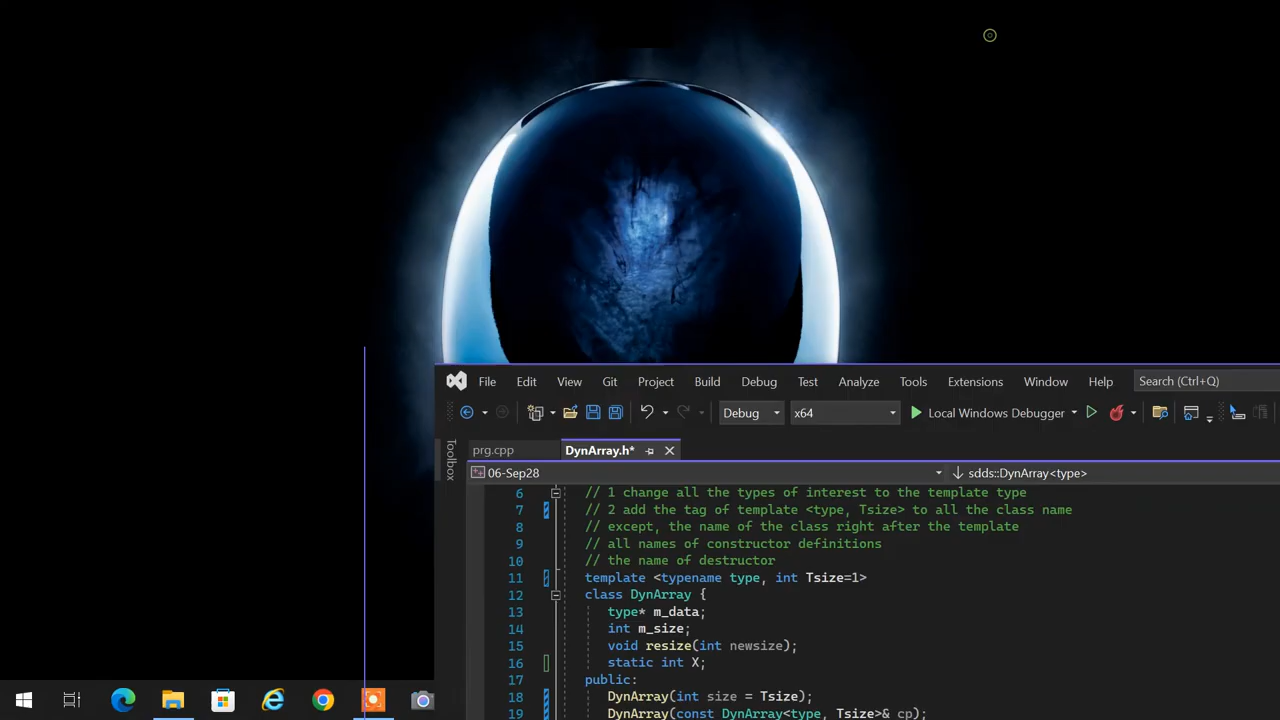 File Edit View Git Project Build Debug Test Analyze Tools Extensions Window Help Search (Ctrl+Q)
Debug x64 Local Windows Debugger
Toolbox
prg.cpp DynArray.h*
06-Sep28 sdds::DynArray<type>
6 // 1 change all the types of interest to the template type
7 // 2 add the tag of template <type, Tsize> to all the class name
8 // except, the name of the class right after the template
9 // all names of constructor definitions
10 // the name of destructor
11 template <typename type, int Tsize=1>
12 class DynArray {
13 type* m_data;
14 int m_size;
15 void resize(int newsize);
16 static int X;
17 public:
18 DynArray(int size = Tsize);
19 DynArray(const DynArray<type, Tsize>& cp);